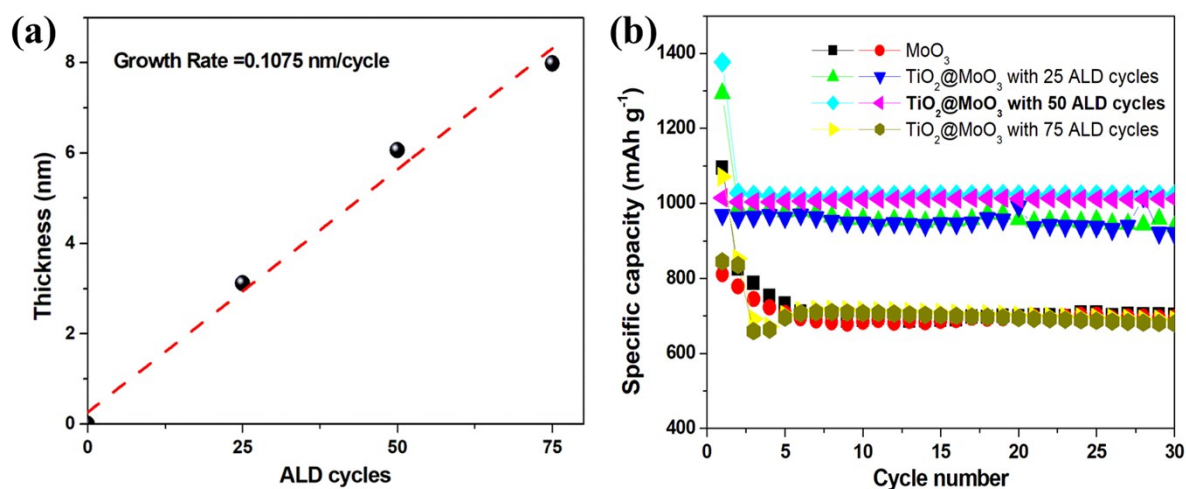 (a)
Growth Rate =0.1075 nm/cycle
Thickness (nm)
8
6
4
2
0
0 25 50 75
ALD cycles
(b)
MoO₃
TiO₂@MoO₃ with 25 ALD cycles
TiO₂@MoO₃ with 50 ALD cycles
TiO₂@MoO₃ with 75 ALD cycles
Specific capacity (mAh g⁻¹)
1400
1200
1000
800
600
400
0 5 10 15 20 25 30
Cycle number